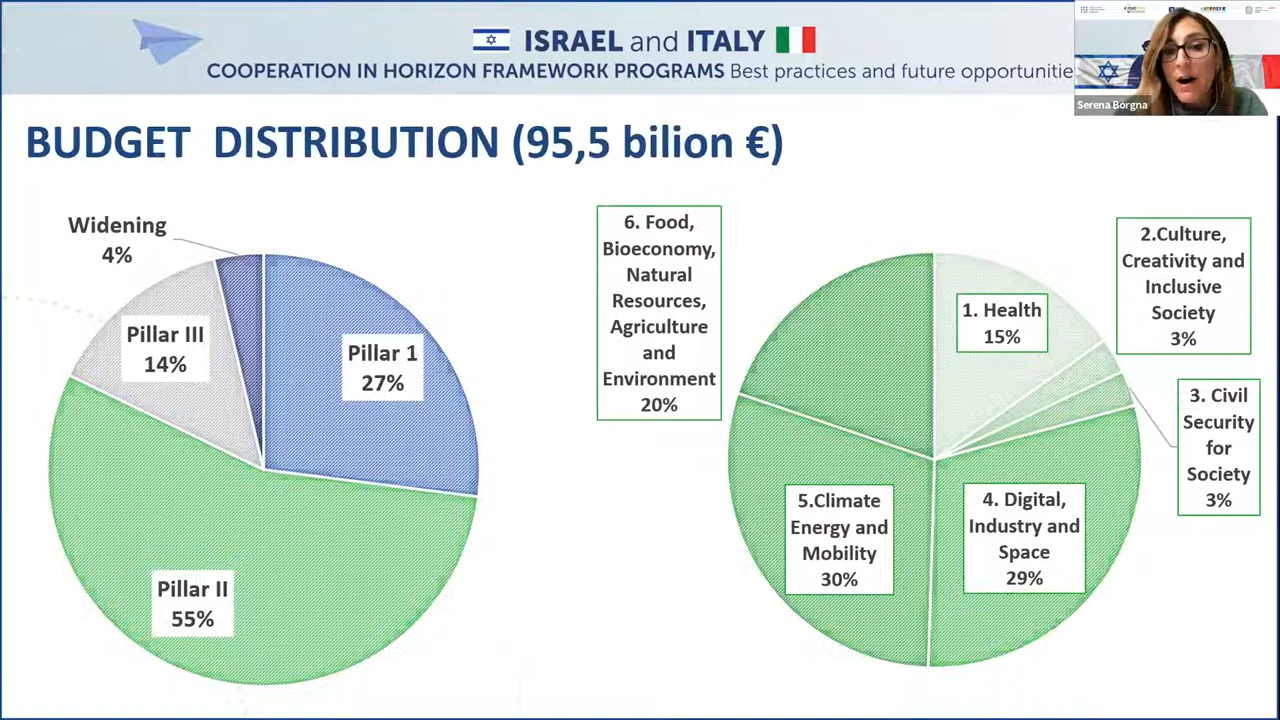 ISRAEL and ITALY
COOPERATION IN HORIZON FRAMEWORK PROGRAMS Best practices and future opportunitie
Serena Borgna
BUDGET DISTRIBUTION (95,5 bilion €)
Widening
4%
Pillar III
14%
Pillar 1
27%
Pillar II
55%
6. Food,
Bioeconomy,
Natural
Resources,
Agriculture
and
Environment
20%
1. Health
15%
2.Culture,
Creativity and
Inclusive
Society
3%
3. Civil
Security
for
Society
3%
5.Climate
Energy and
Mobility
30%
4. Digital,
Industry and
Space
29%